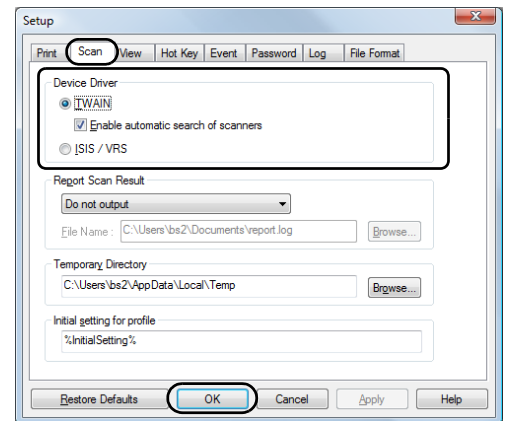 Setup
Print Scan View Hot Key Event Password Log File Format
Device Driver
TWAIN
Enable automatic search of scanners
ISIS / VRS
Report Scan Result
Do not output
File Name : C:\Users\bs2\Documents\report.log Browse...
Temporary Directory
C:\Users\bs2\AppData\Local\Temp Browse...
Initial setting for profile
%InitialSetting%
Restore Defaults OK Cancel Apply Help